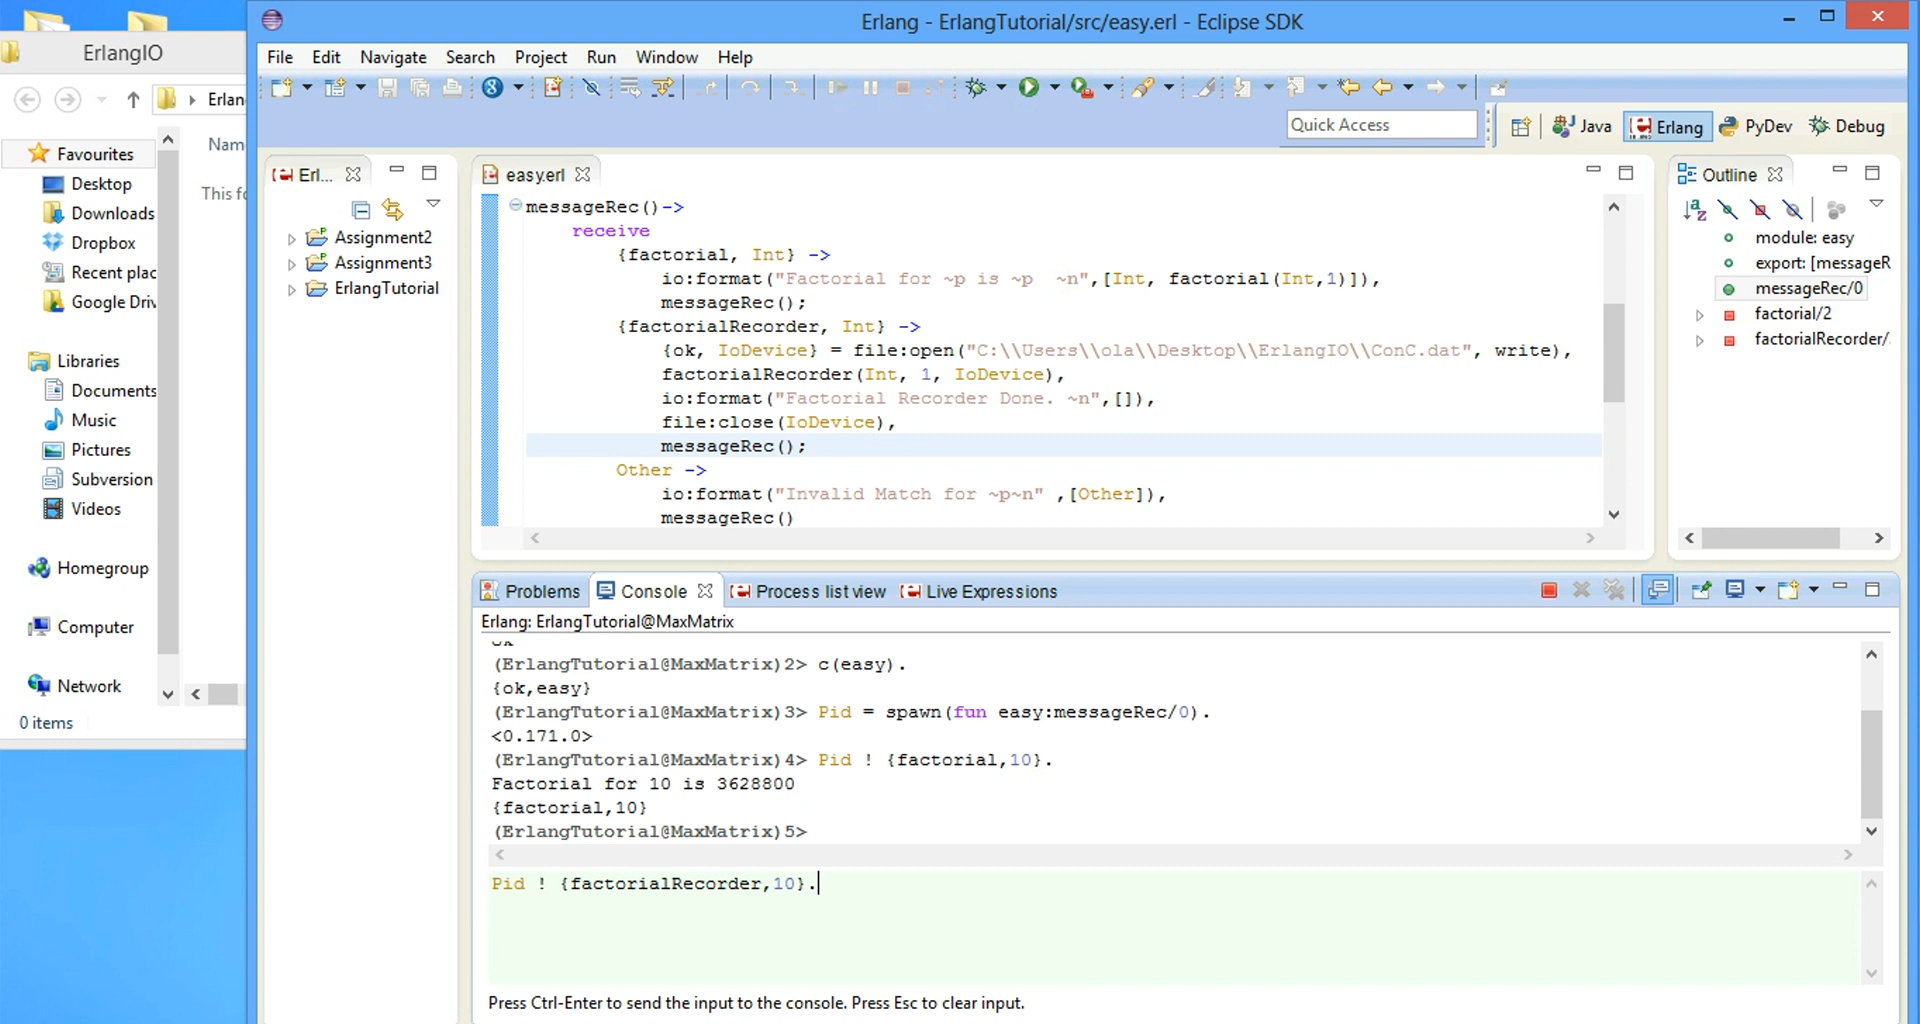 ErlangIO
Erlan
Nam
This fo
Favourites
Desktop
Downloads
Dropbox
Recent plac
Google Driv
Libraries
Documents
Music
Pictures
Subversion
Videos
Homegroup
Computer
Network
0 items
Erlang - ErlangTutorial/src/easy.erl - Eclipse SDK
File Edit Navigate Search Project Run Window Help
Quick Access
Java Erlang PyDev Debug
Erl...
Assignment2
Assignment3
ErlangTutorial
easy.erl
messageRec()->
receive
{factorial, Int} ->
io:format("Factorial for ~p is ~p  ~n",[Int, factorial(Int,1)]),
messageRec();
{factorialRecorder, Int} ->
{ok, IoDevice} = file:open("C:\\Users\\ola\\Desktop\\ErlangIO\\ConC.dat", write),
factorialRecorder(Int, 1, IoDevice),
io:format("Factorial Recorder Done. ~n",[]),
file:close(IoDevice),
messageRec();
Other ->
io:format("Invalid Match for ~p~n" ,[Other]),
messageRec()
Outline
module: easy
export: [messageR
messageRec/0
factorial/2
factorialRecorder/
Problems Console Process list view Live Expressions
Erlang: ErlangTutorial@MaxMatrix
ok
(ErlangTutorial@MaxMatrix)2> c(easy).
{ok,easy}
(ErlangTutorial@MaxMatrix)3> Pid = spawn(fun easy:messageRec/0).
<0.171.0>
(ErlangTutorial@MaxMatrix)4> Pid ! {factorial,10}.
Factorial for 10 is 3628800
{factorial,10}
(ErlangTutorial@MaxMatrix)5>
Pid ! {factorialRecorder,10}.
Press Ctrl-Enter to send the input to the console. Press Esc to clear input.